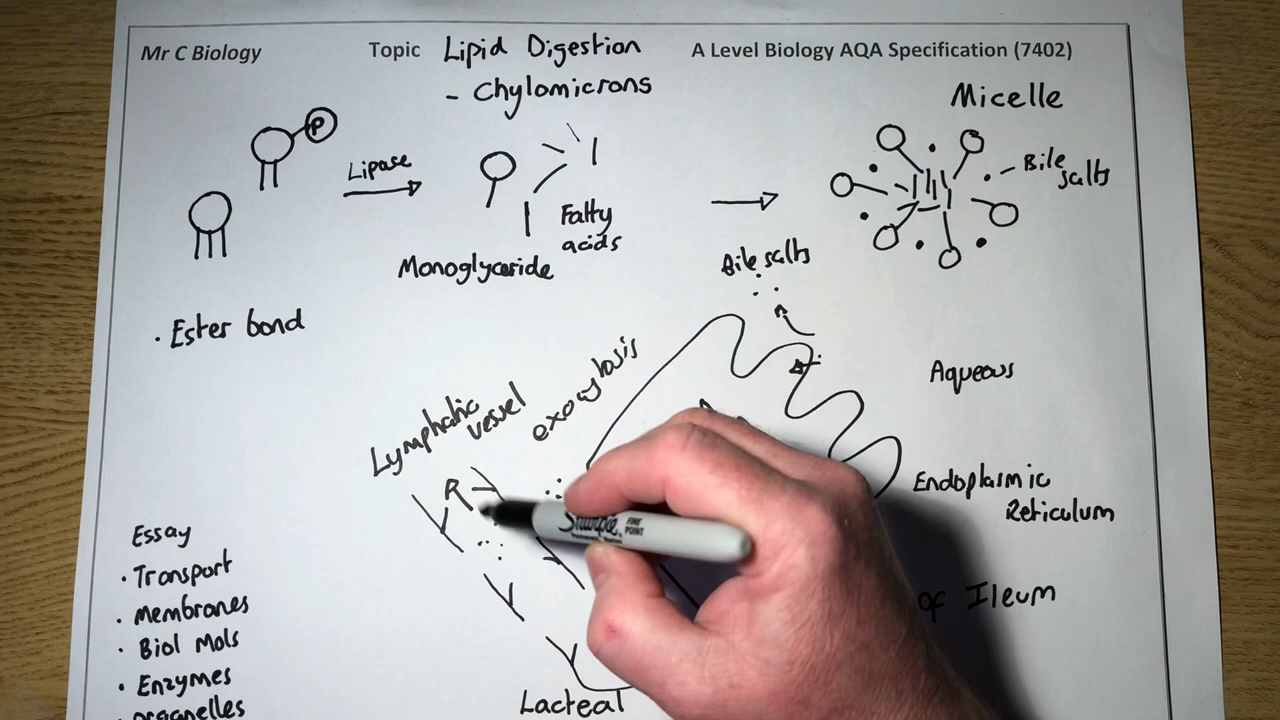 Mr C Biology
Topic
Lipid Digestion
- Chylomicrons
A Level Biology AQA Specification (7402)
Micelle
P
Lipase
Bile
salts
Fatty
acids
Monoglyceride
Bile salts
• Ester bond
Lymphatic
vessel
exocytosis
Aqueous
Endoplasmic
Reticulum
Sharpie
FINE
POINT
of Ileum
Essay
• Transport
• Membranes
• Biol Mols
• Enzymes
• organelles
Lacteal